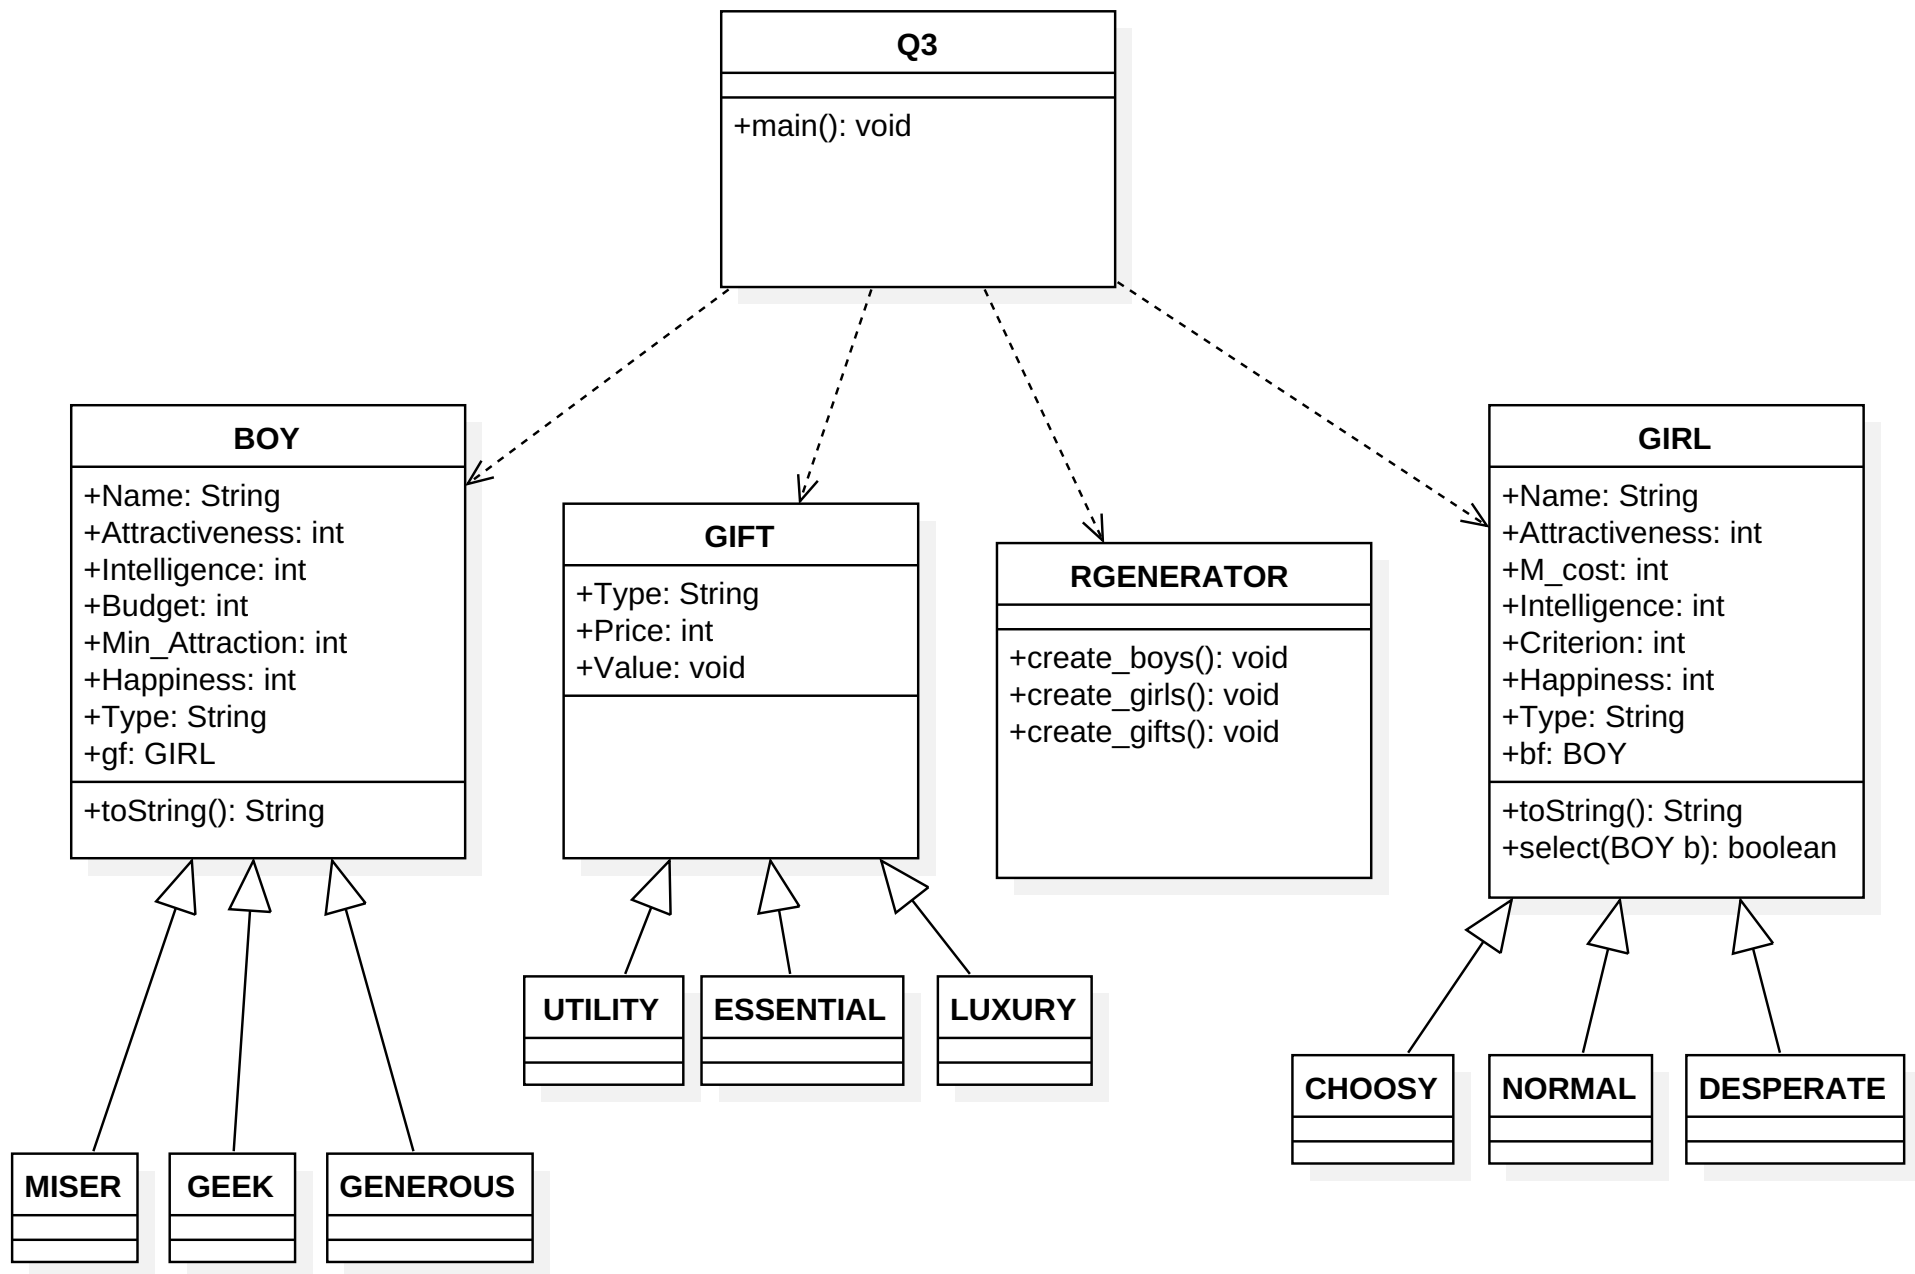 Q3
+main(): void
BOY
+Name: String
+Attractiveness: int
+Intelligence: int
+Budget: int
+Min_Attraction: int
+Happiness: int
+Type: String
+gf: GIRL
+toString(): String
GIFT
+Type: String
+Price: int
+Value: void
RGENERATOR
+create_boys(): void
+create_girls(): void
+create_gifts(): void
GIRL
+Name: String
+Attractiveness: int
+M_cost: int
+Intelligence: int
+Criterion: int
+Happiness: int
+Type: String
+bf: BOY
+toString(): String
+select(BOY b): boolean
UTILITY
ESSENTIAL
LUXURY
CHOOSY
NORMAL
DESPERATE
MISER
GEEK
GENEROUS